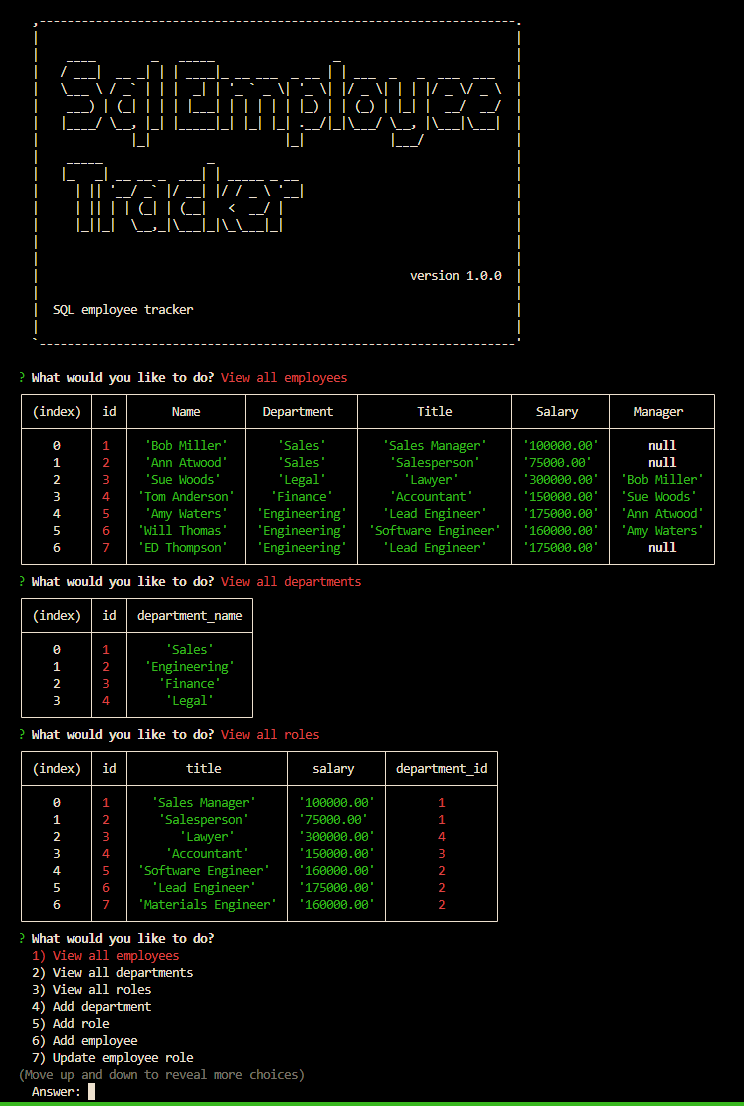 Sql Employee
Tracker
version 1.0.0
SQL employee tracker
? What would you like to do? View all employees
(index) id Name Department Title Salary Manager
0 1 'Bob Miller' 'Sales' 'Sales Manager' '100000.00' null
1 2 'Ann Atwood' 'Sales' 'Salesperson' '75000.00' null
2 3 'Sue Woods' 'Legal' 'Lawyer' '300000.00' 'Bob Miller'
3 4 'Tom Anderson' 'Finance' 'Accountant' '150000.00' 'Sue Woods'
4 5 'Amy Waters' 'Engineering' 'Lead Engineer' '175000.00' 'Ann Atwood'
5 6 'Will Thomas' 'Engineering' 'Software Engineer' '160000.00' 'Amy Waters'
6 7 'ED Thompson' 'Engineering' 'Lead Engineer' '175000.00' null
? What would you like to do? View all departments
(index) id department_name
0 1 'Sales'
1 2 'Engineering'
2 3 'Finance'
3 4 'Legal'
? What would you like to do? View all roles
(index) id title salary department_id
0 1 'Sales Manager' '100000.00' 1
1 2 'Salesperson' '75000.00' 1
2 3 'Lawyer' '300000.00' 4
3 4 'Accountant' '150000.00' 3
4 5 'Software Engineer' '160000.00' 2
5 6 'Lead Engineer' '175000.00' 2
6 7 'Materials Engineer' '160000.00' 2
? What would you like to do?
1) View all employees
2) View all departments
3) View all roles
4) Add department
5) Add role
6) Add employee
7) Update employee role
(Move up and down to reveal more choices)
Answer: